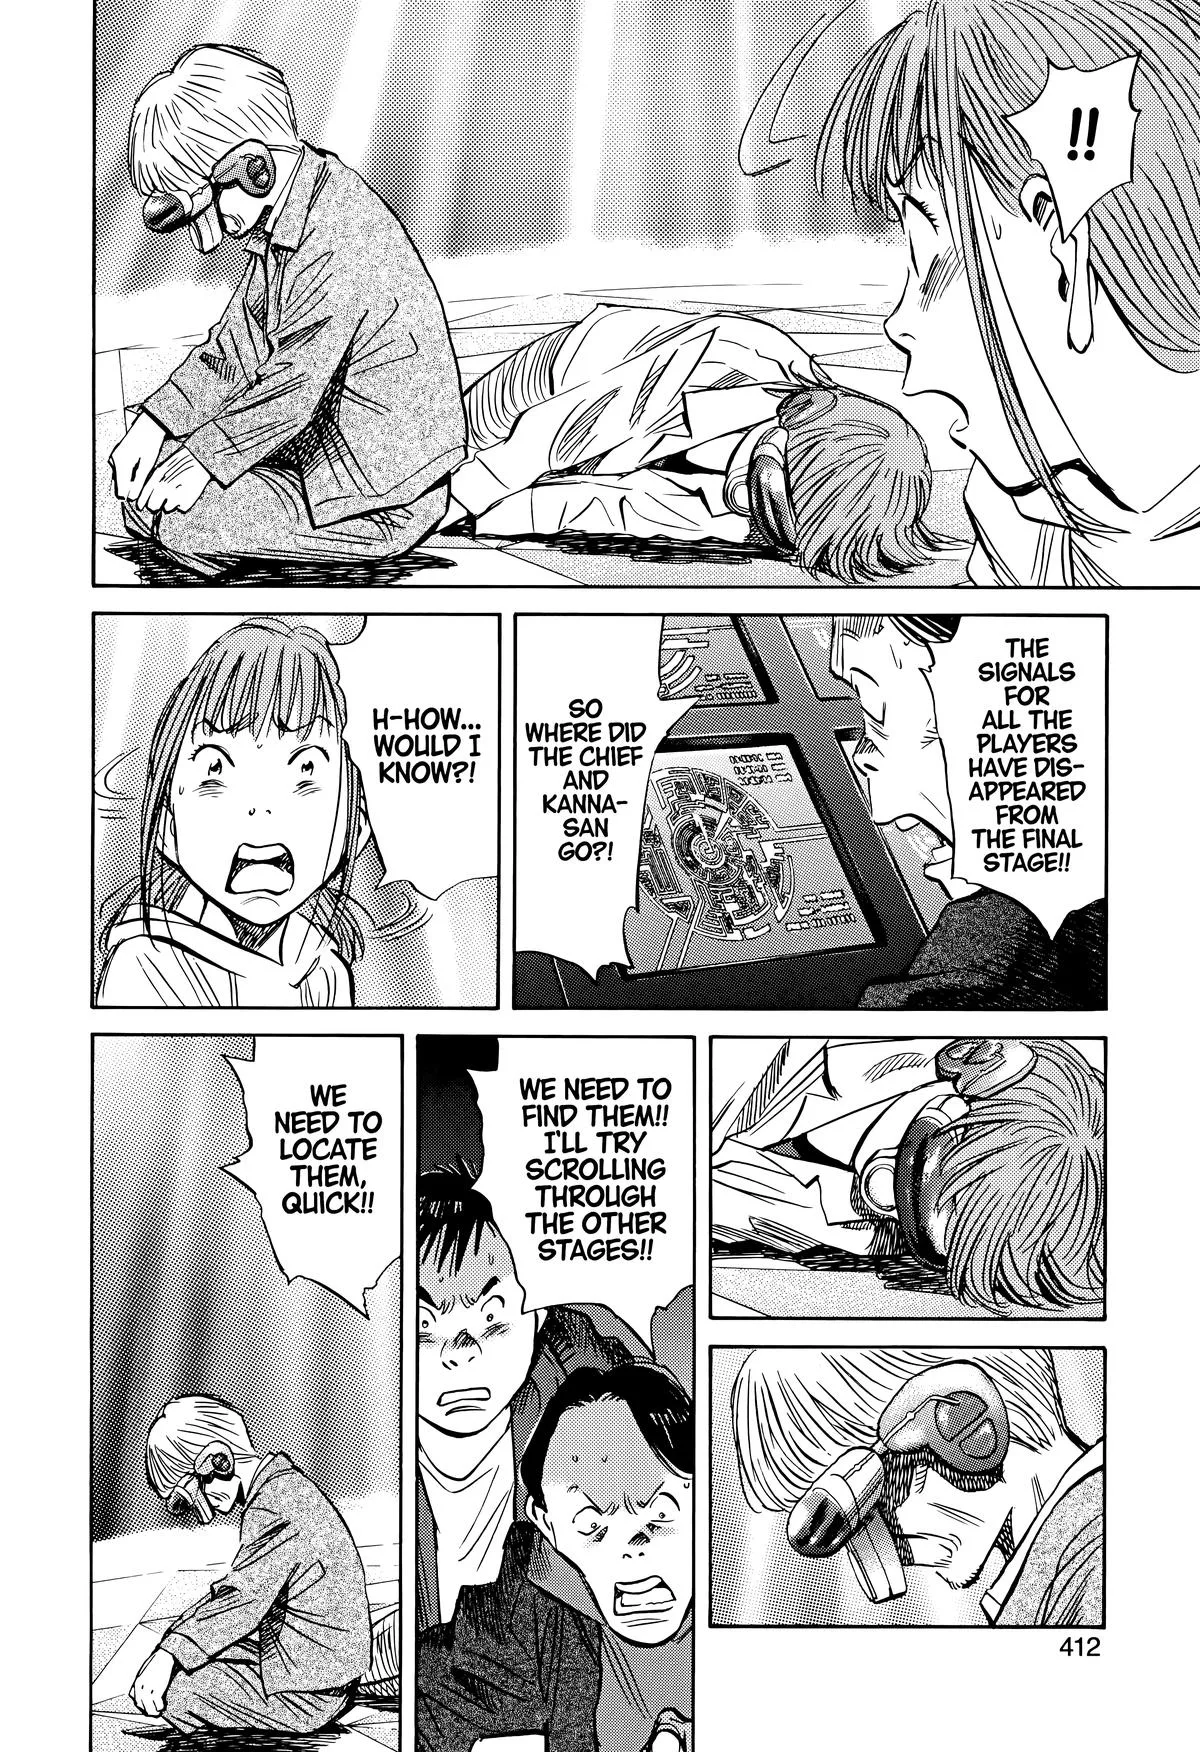 !!
THE
SIGNALS
FOR
ALL THE
PLAYERS
HAVE DIS-
APPEARED
FROM
THE FINAL
STAGE!!
SO
WHERE DID
THE CHIEF
AND
KANNA-
SAN
GO?!
H-HOW...
WOULD I
KNOW?!
WE NEED TO
FIND THEM!!
I'LL TRY
SCROLLING
THROUGH
THE OTHER
STAGES!!
WE
NEED TO
LOCATE
THEM,
QUICK!!
412